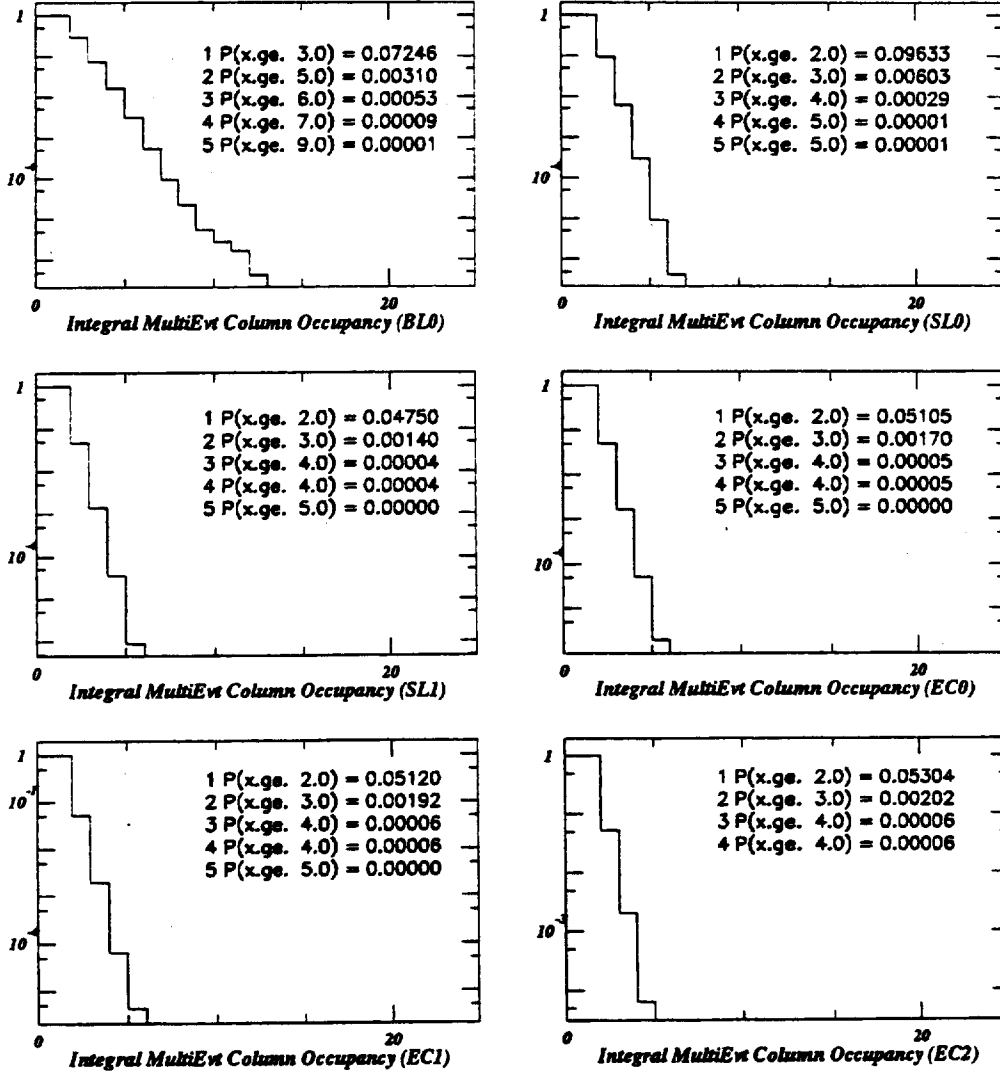 1
1 P(x.ge. 3.0) = 0.07246
2 P(x.ge. 5.0) = 0.00310
3 P(x.ge. 6.0) = 0.00053
4 P(x.ge. 7.0) = 0.00009
5 P(x.ge. 9.0) = 0.00001
10
0 20
Integral MultiEvt Column Occupancy (BL0)
1
1 P(x.ge. 2.0) = 0.09633
2 P(x.ge. 3.0) = 0.00603
3 P(x.ge. 4.0) = 0.00029
4 P(x.ge. 5.0) = 0.00001
5 P(x.ge. 5.0) = 0.00001
10
0 20
Integral MultiEvt Column Occupancy (SL0)
1
1 P(x.ge. 2.0) = 0.04750
2 P(x.ge. 3.0) = 0.00140
3 P(x.ge. 4.0) = 0.00004
4 P(x.ge. 4.0) = 0.00004
5 P(x.ge. 5.0) = 0.00000
10
0 20
Integral MultiEvt Column Occupancy (SL1)
1
1 P(x.ge. 2.0) = 0.05105
2 P(x.ge. 3.0) = 0.00170
3 P(x.ge. 4.0) = 0.00005
4 P(x.ge. 4.0) = 0.00005
5 P(x.ge. 5.0) = 0.00000
10
0 20
Integral MultiEvt Column Occupancy (EC0)
1
1 P(x.ge. 2.0) = 0.05120
10
2 P(x.ge. 3.0) = 0.00192
3 P(x.ge. 4.0) = 0.00006
4 P(x.ge. 4.0) = 0.00006
5 P(x.ge. 5.0) = 0.00000
10
0 20
Integral MultiEvt Column Occupancy (EC1)
1
1 P(x.ge. 2.0) = 0.05304
2 P(x.ge. 3.0) = 0.00202
3 P(x.ge. 4.0) = 0.00006
4 P(x.ge. 4.0) = 0.00006
10
0 20
Integral MultiEvt Column Occupancy (EC2)